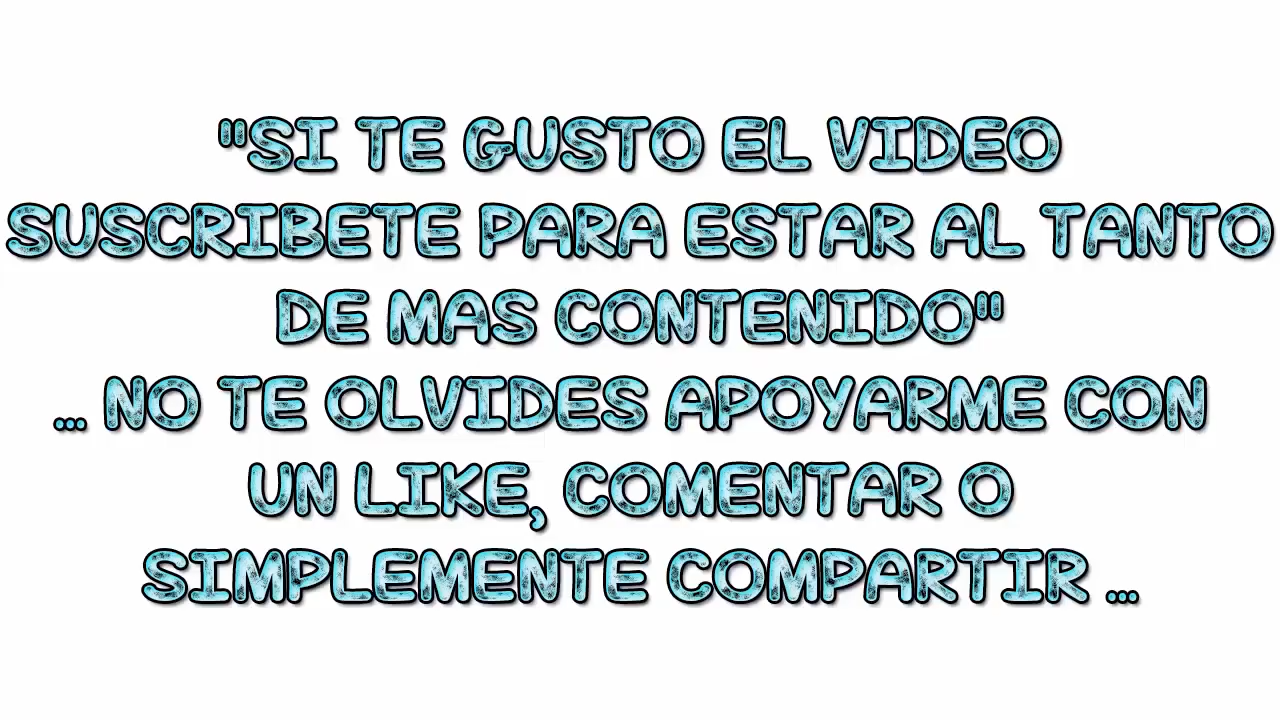 "SI TE GUSTO EL VIDEO
SUSCRIBETE PARA ESTAR AL TANTO
DE MAS CONTENIDO"
... NO TE OLVIDES APOYARME CON
UN LIKE, COMENTAR O
SIMPLEMENTE COMPARTIR ...